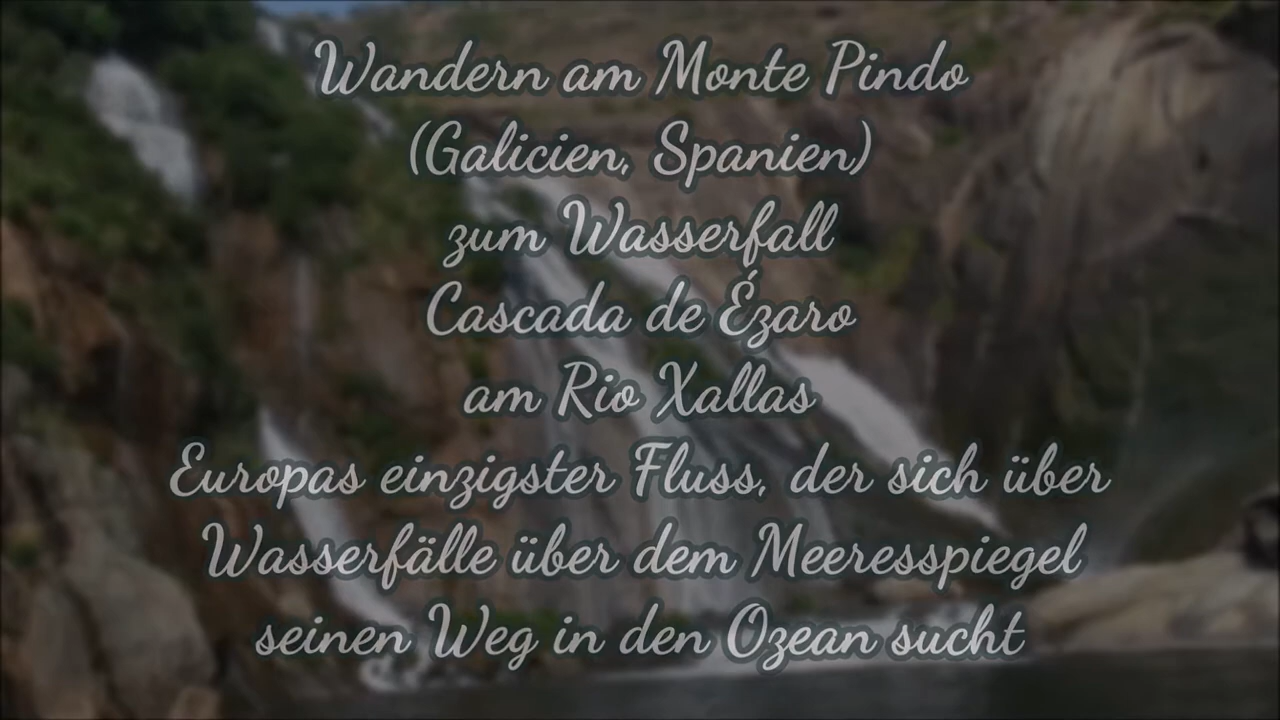 Wandern am Monte Pindo
(Galicien, Spanien)
zum Wasserfall
Cascada de Ézaro
am Rio Xallas
Europas einzigster Fluss, der sich über
Wasserfälle über dem Meeresspiegel
seinen Weg in den Ozean sucht